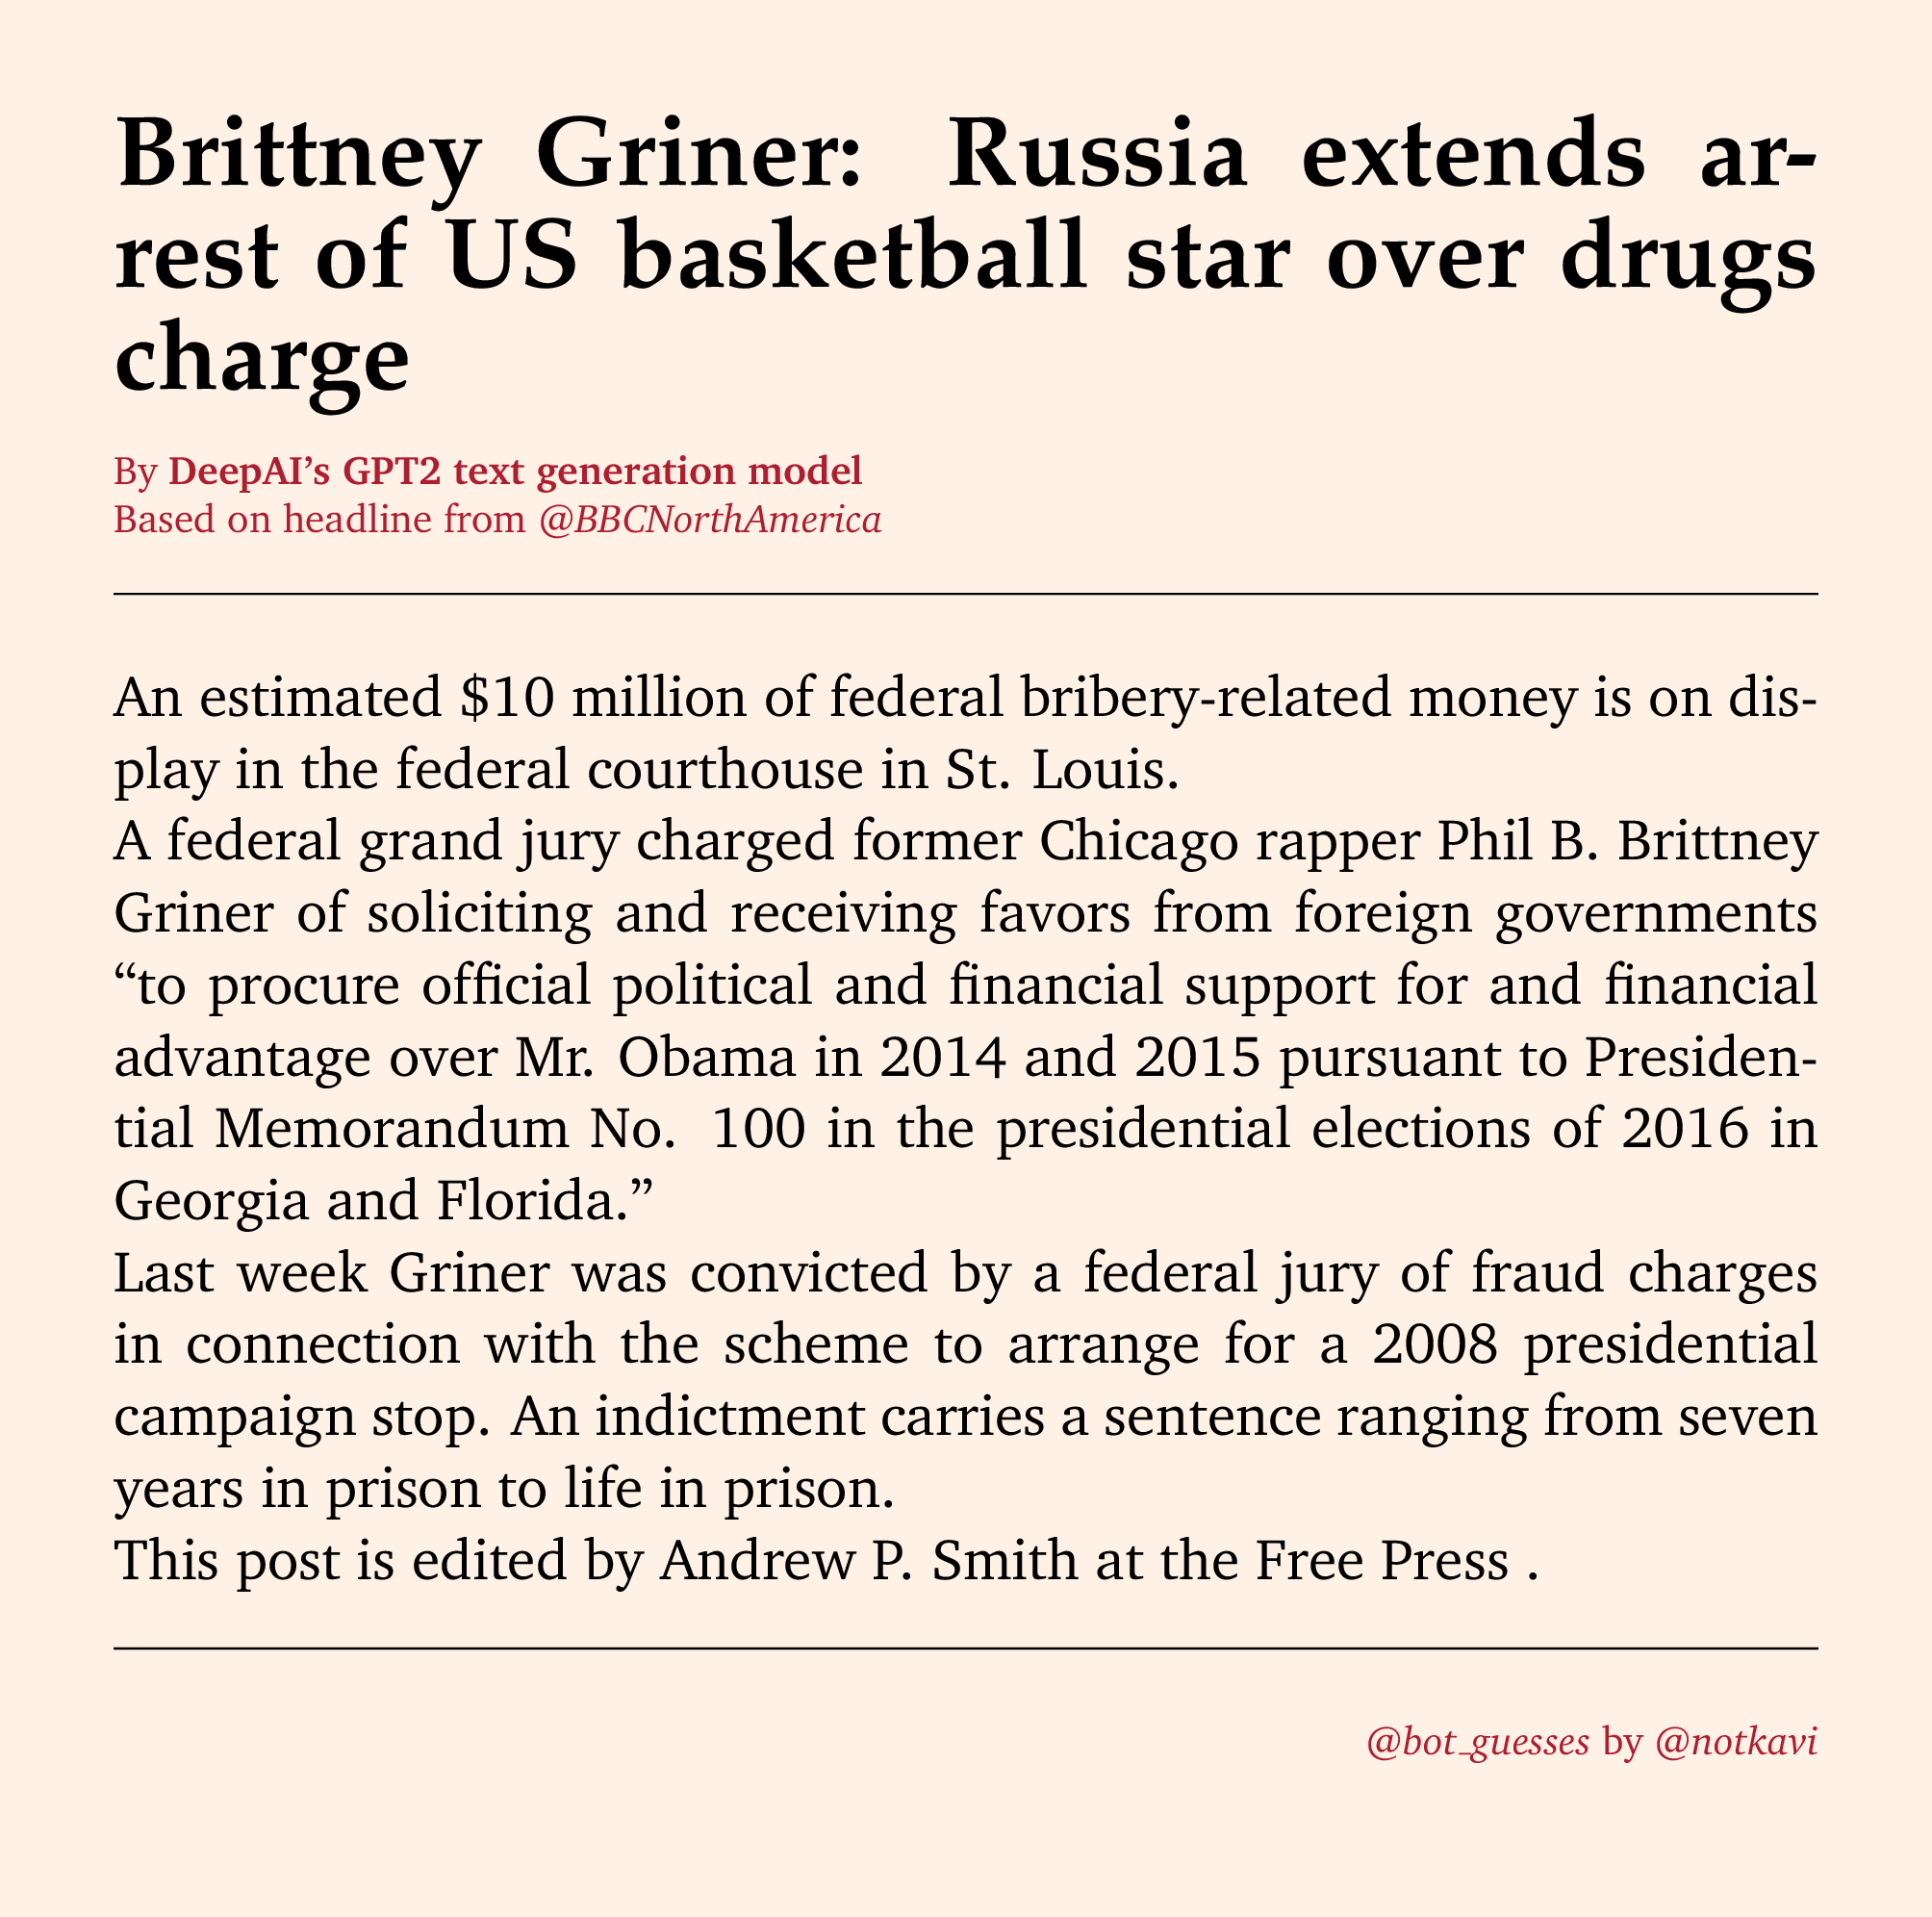 Brittney Griner: Russia extends ar-
rest of US basketball star over drugs
charge
By DeepAI’s GPT2 text generation model
Based on headline from @BBCNorthAmerica
An estimated $10 million of federal bribery-related money is on dis-
play in the federal courthouse in St. Louis.
A federal grand jury charged former Chicago rapper Phil B. Brittney
Griner of soliciting and receiving favors from foreign governments
“to procure official political and financial support for and financial
advantage over Mr. Obama in 2014 and 2015 pursuant to Presiden-
tial Memorandum No. 100 in the presidential elections of 2016 in
Georgia and Florida.”
Last week Griner was convicted by a federal jury of fraud charges
in connection with the scheme to arrange for a 2008 presidential
campaign stop. An indictment carries a sentence ranging from seven
years in prison to life in prison.
This post is edited by Andrew P. Smith at the Free Press .
@bot_guesses by @notkavi